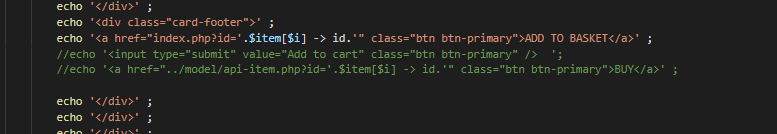 echo '</div>' ;
echo '<div class="card-footer">' ;
echo '<a href="index.php?id='.$item[$i] -> id.'" class="btn btn-primary">ADD TO BASKET</a>' ;
//echo '<input type="submit" value="Add to cart" class="btn btn-primary" />  ';
//echo '<a href="../model/api-item.php?id='.$item[$i] -> id.'" class="btn btn-primary">BUY</a>' ;
echo '</div>' ;
echo '</div>' ;
echo '</div>' ;